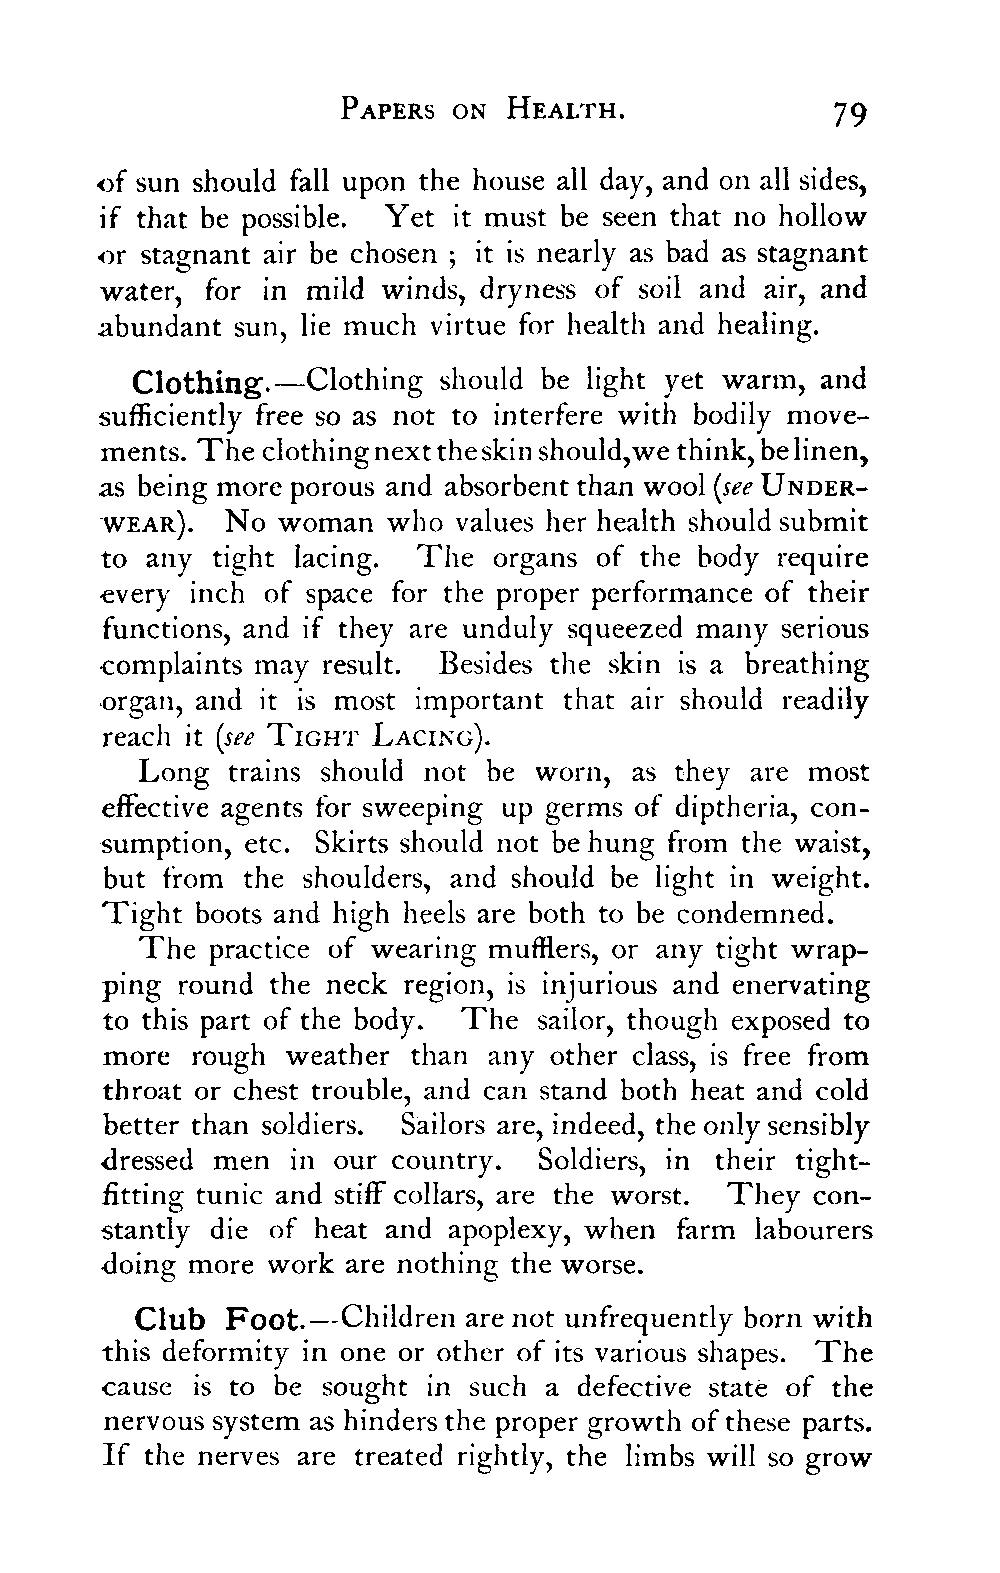 PAPERS ON HEALTH. 79
of sun should fall upon the house all day, and on all sides,
if that be possible. Yet it must be seen that no hollow
or stagnant air be chosen ; it is nearly as bad as stagnant
water, for in mild winds, dryness of soil and air, and
abundant sun, lie much virtue for health and healing.
Clothing.—Clothing should be light yet warm, and
sufficiently free so as not to interfere with bodily move-
ments. The clothing next the skin should, we think, be linen,
as being more porous and absorbent than wool (see UNDER-
WEAR). No woman who values her health should submit
to any tight lacing. The organs of the body require
every inch of space for the proper performance of their
functions, and if they are unduly squeezed many serious
complaints may result. Besides the skin is a breathing
organ, and it is most important that air should readily
reach it (see TIGHT LACING).
Long trains should not be worn, as they are most
effective agents for sweeping up germs of diptheria, con-
sumption, etc. Skirts should not be hung from the waist,
but from the shoulders, and should be light in weight.
Tight boots and high heels are both to be condemned.
The practice of wearing mufflers, or any tight wrap-
ping round the neck region, is injurious and enervating
to this part of the body. The sailor, though exposed to
more rough weather than any other class, is free from
throat or chest trouble, and can stand both heat and cold
better than soldiers. Sailors are, indeed, the only sensibly
dressed men in our country. Soldiers, in their tight-
fitting tunic and stiff collars, are the worst. They con-
stantly die of heat and apoplexy, when farm labourers
doing more work are nothing the worse.
Club Foot.—Children are not unfrequently born with
this deformity in one or other of its various shapes. The
cause is to be sought in such a defective state of the
nervous system as hinders the proper growth of these parts.
If the nerves are treated rightly, the limbs will so grow